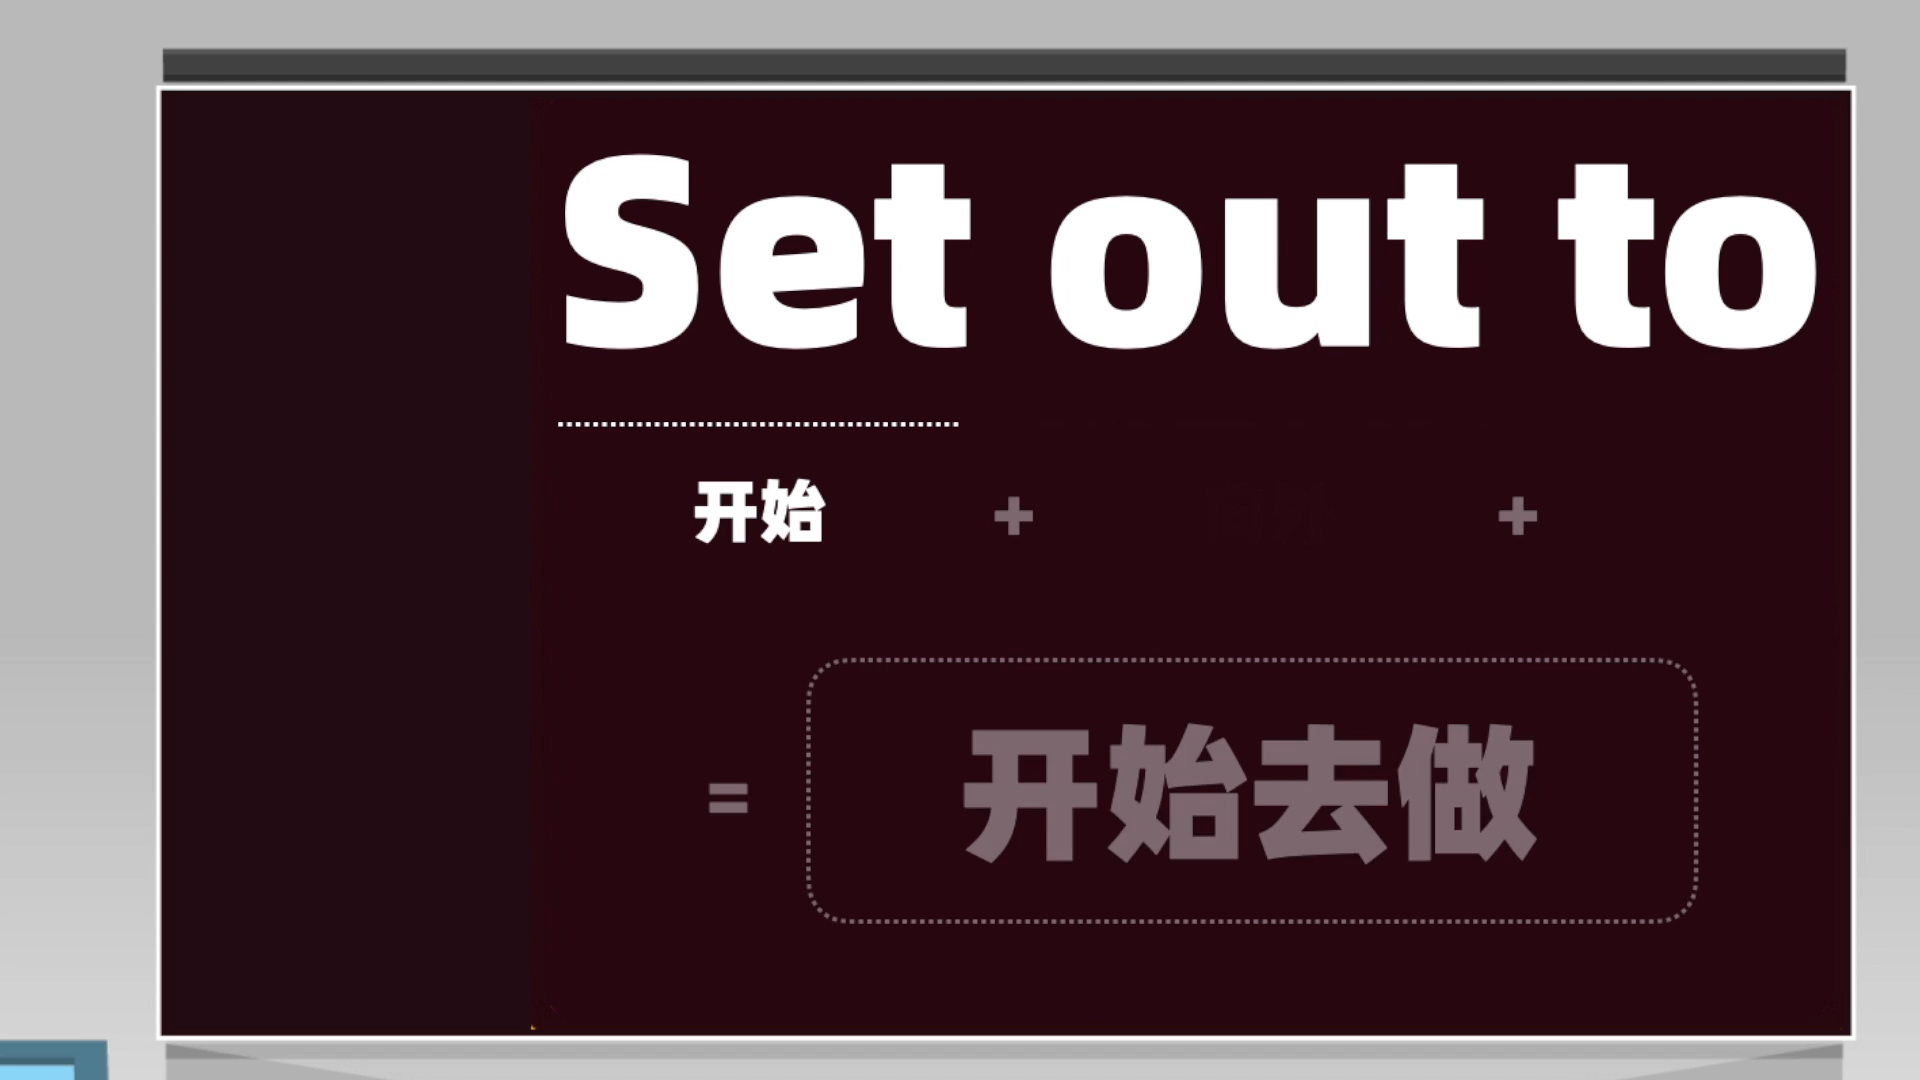 Set out to
开始 + +
= 开始去做